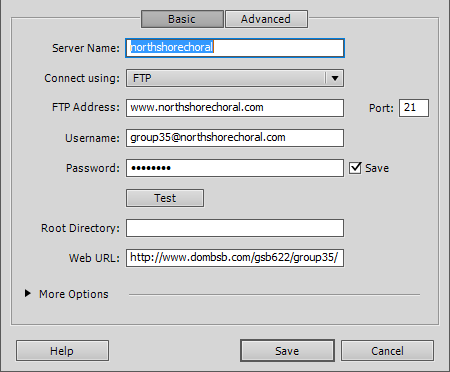 Basic Advanced
Server Name: northshorechoral
Connect using: FTP
FTP Address: www.northshorechoral.com Port: 21
Username: group35@northshorechoral.com
Password: •••••••• Save
Test
Root Directory:
Web URL: http://www.dombsb.com/gsb622/group35/
More Options
Help Save Cancel